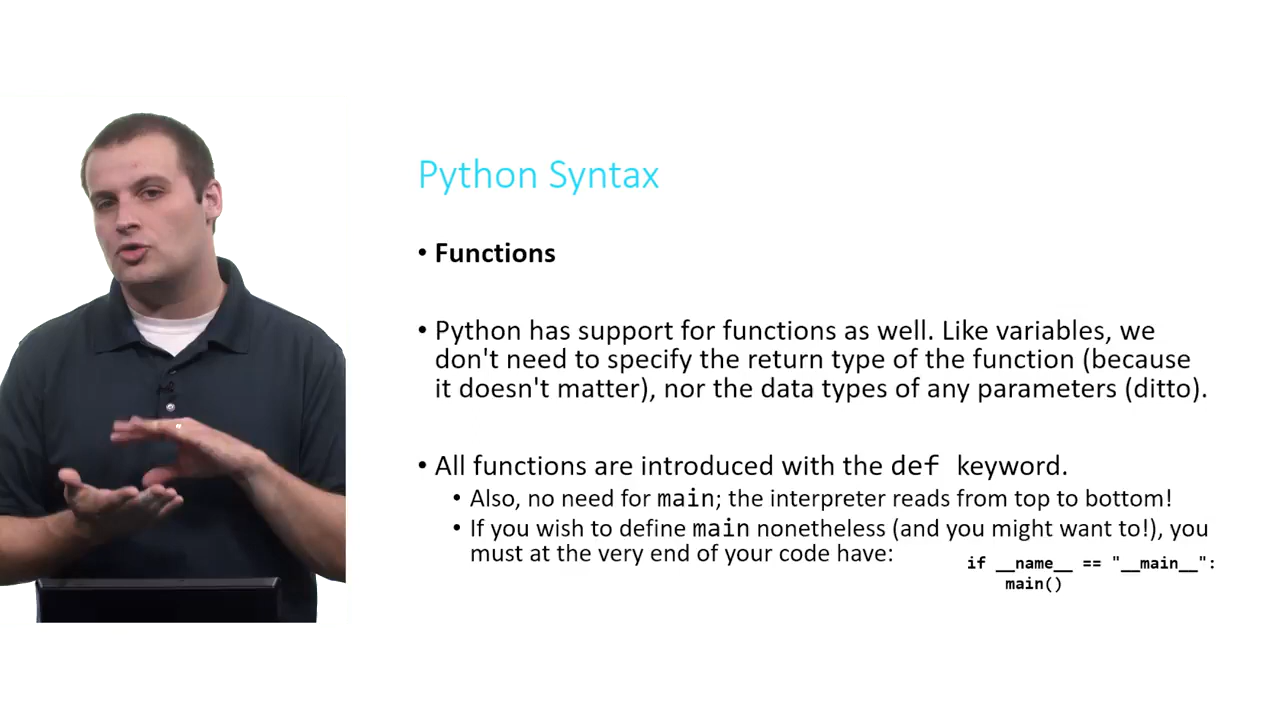 Python Syntax
• Functions
• Python has support for functions as well. Like variables, we
don't need to specify the return type of the function (because
it doesn't matter), nor the data types of any parameters (ditto).
• All functions are introduced with the def keyword.
• Also, no need for main; the interpreter reads from top to bottom!
• If you wish to define main nonetheless (and you might want to!), you
must at the very end of your code have:
if __name__ == "__main__":
main()